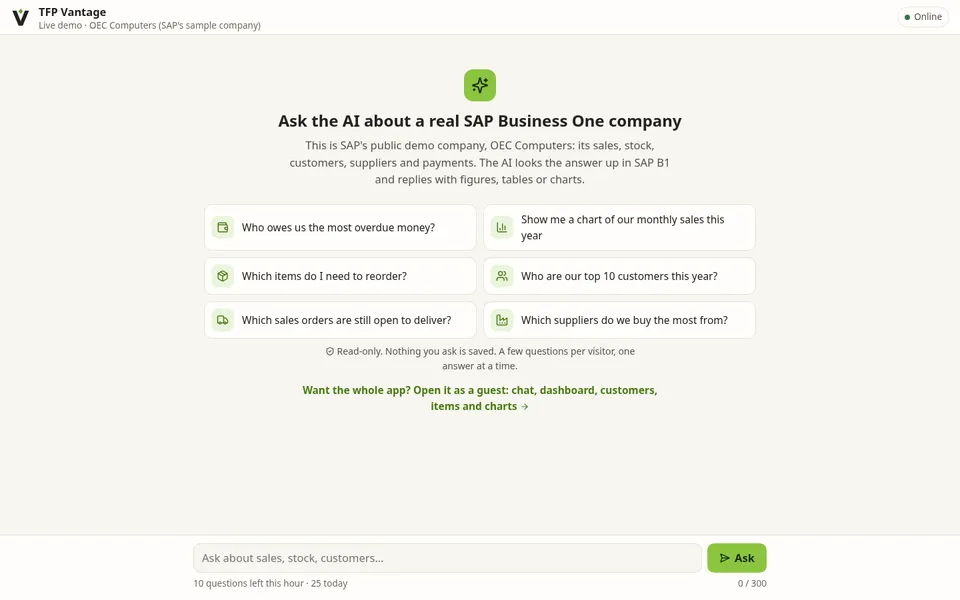 TFP Vantage
Live demo · OEC Computers (SAP's sample company)
Online
Ask the AI about a real SAP Business One company
This is SAP's public demo company, OEC Computers: its sales, stock,
customers, suppliers and payments. The AI looks the answer up in SAP B1
and replies with figures, tables or charts.
Who owes us the most overdue money?
Show me a chart of our monthly sales this
year
Which items do I need to reorder?
Who are our top 10 customers this year?
Which sales orders are still open to deliver?
Which suppliers do we buy the most from?
Read-only. Nothing you ask is saved. A few questions per visitor, one
answer at a time.
Want the whole app? Open it as a guest: chat, dashboard, customers,
items and charts →
Ask about sales, stock, customers...
Ask
10 questions left this hour · 25 today
0 / 300